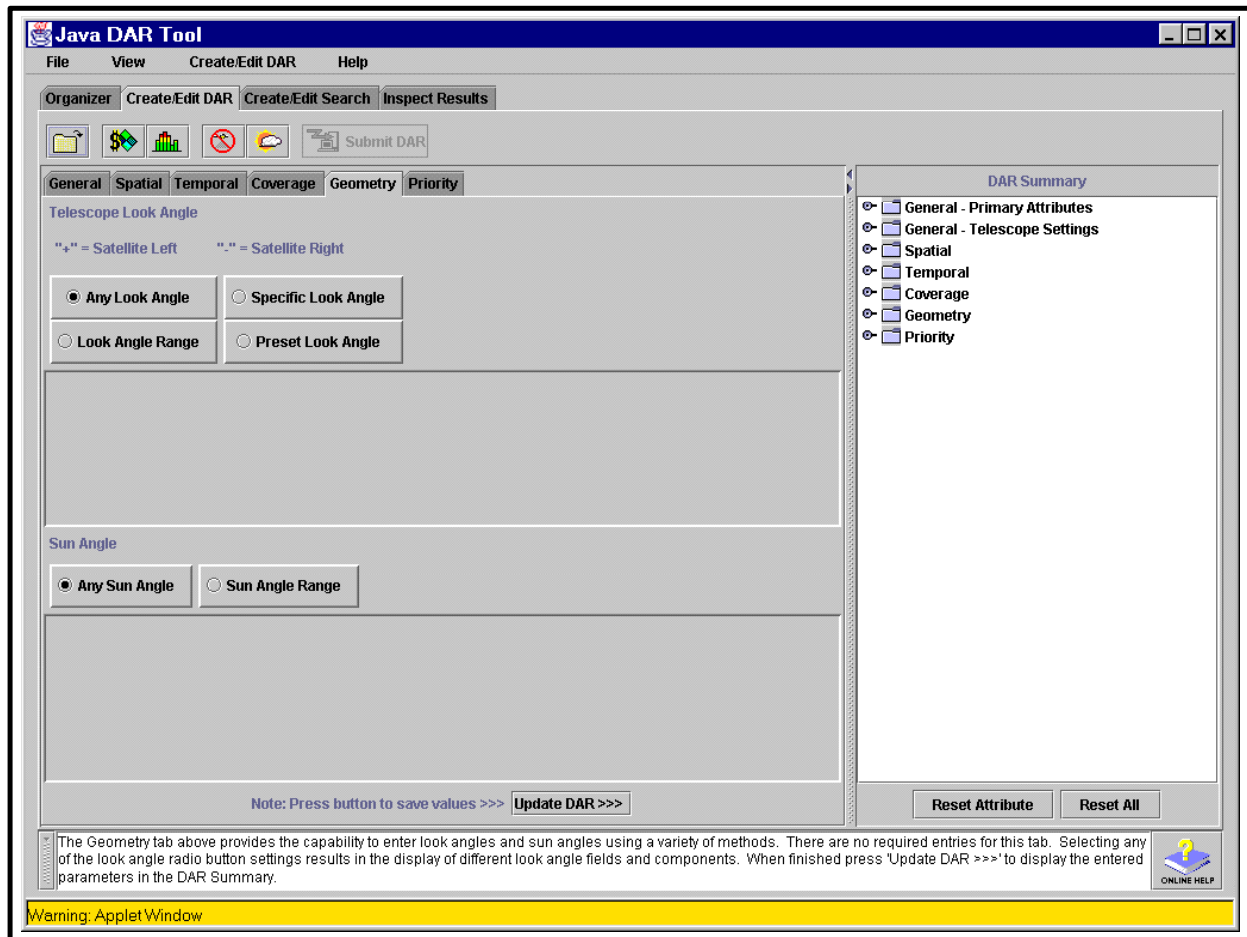 Java DAR Tool
File View Create/Edit DAR Help
Organizer Create/Edit DAR Create/Edit Search Inspect Results
Submit DAR
General Spatial Temporal Coverage Geometry Priority
Telescope Look Angle
"+" = Satellite Left "-" = Satellite Right
Any Look Angle Specific Look Angle
Look Angle Range Preset Look Angle
Sun Angle
Any Sun Angle Sun Angle Range
Note: Press button to save values >>> Update DAR >>>
DAR Summary
General - Primary Attributes
General - Telescope Settings
Spatial
Temporal
Coverage
Geometry
Priority
Reset Attribute Reset All
The Geometry tab above provides the capability to enter look angles and sun angles using a variety of methods. There are no required entries for this tab. Selecting any
of the look angle radio button settings results in the display of different look angle fields and components. When finished press 'Update DAR >>>' to display the entered
parameters in the DAR Summary.
ONLINE HELP
Warning: Applet Window